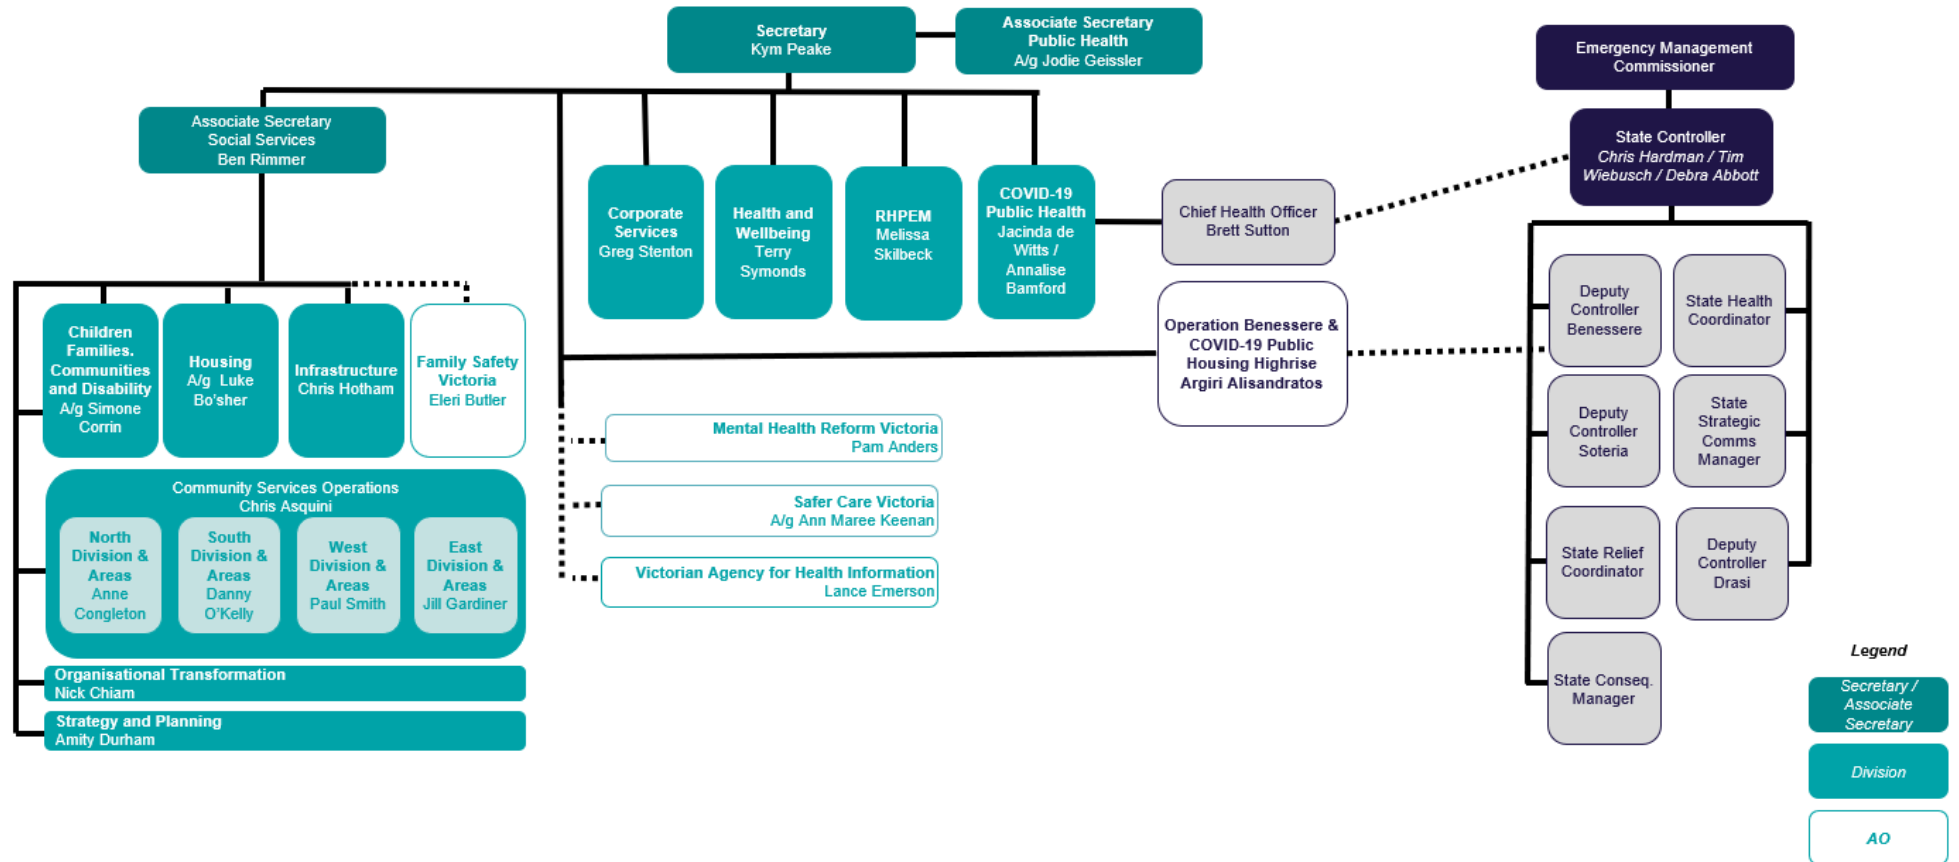 Secretary
Kym Peake
Associate Secretary
Public Health
A/g Jodie Geissler
Emergency Management
Commissioner
Associate Secretary
Social Services
Ben Rimmer
State Controller
Chris Hardman / Tim
Wiebusch / Debra Abbott
Corporate
Services
Greg Stenton
Health and
Wellbeing
Terry
Symonds
RHPEM
Melissa
Skilbeck
COVID-19
Public Health
Jacinda de
Witts /
Annalise
Bamford
Chief Health Officer
Brett Sutton
Operation Benessere &
COVID-19 Public
Housing Highrise
Argiri Alisandratos
Deputy
Controller
Benessere
State Health
Coordinator
Children
Families.
Communities
and Disability
A/g Simone
Corrin
Housing
A/g Luke
Bo'sher
Infrastructure
Chris Hotham
Family Safety
Victoria
Eleri Butler
Deputy
Controller
Soteria
State
Strategic
Comms
Manager
Mental Health Reform Victoria
Pam Anders
Safer Care Victoria
A/g Ann Maree Keenan
Victorian Agency for Health Information
Lance Emerson
Community Services Operations
Chris Asquini
North
Division &
Areas
Anne
Congleton
South
Division &
Areas
Danny
O'Kelly
West
Division &
Areas
Paul Smith
East
Division &
Areas
Jill Gardiner
State Relief
Coordinator
Deputy
Controller
Drasi
State Conseq.
Manager
Organisational Transformation
Nick Chiam
Strategy and Planning
Amity Durham
Legend
Secretary /
Associate
Secretary
Division
AO